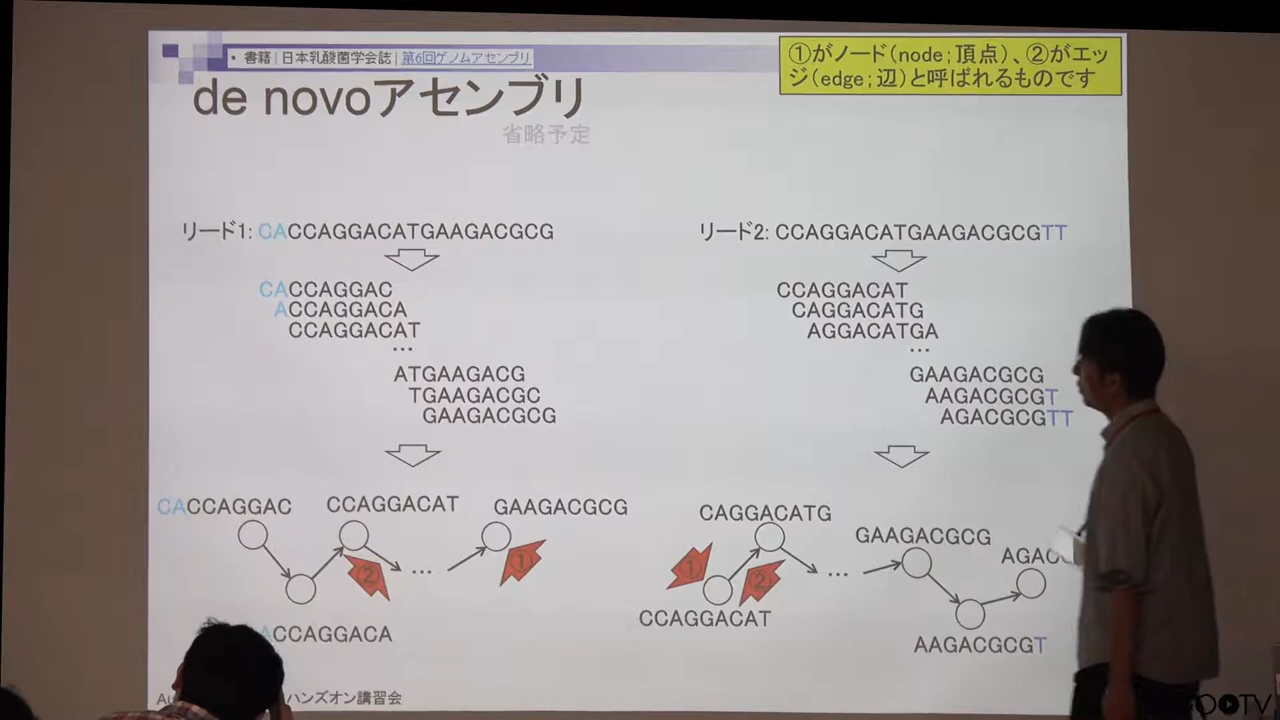 ・ 書籍 | 日本乳酸菌学会誌 | 第6回ゲノムアセンブリ
①がノード(node;頂点)、②がエッ
ジ(edge;辺)と呼ばれるものです
de novoアセンブリ
省略予定
リード1: CACCAGGACATGAAGACGCG
リード2: CCAGGACATGAAGACGCGTT
CACCAGGAC
ACCAGGACA
CCAGGACAT
…
ATGAAGACG
TGAAGACGC
GAAGACGCG
CCAGGACAT
CAGGACATG
AGGACATGA
…
GAAGACGCG
AAGACGCGT
AGACGCGTT
CACCAGGAC
CCAGGACAT
GAAGACGCG
②
…
①
ACCAGGACA
CAGGACATG
GAAGACGCG
AGAC
①
②
…
CCAGGACAT
AAGACGCGT
Au
ハンズオン講習会